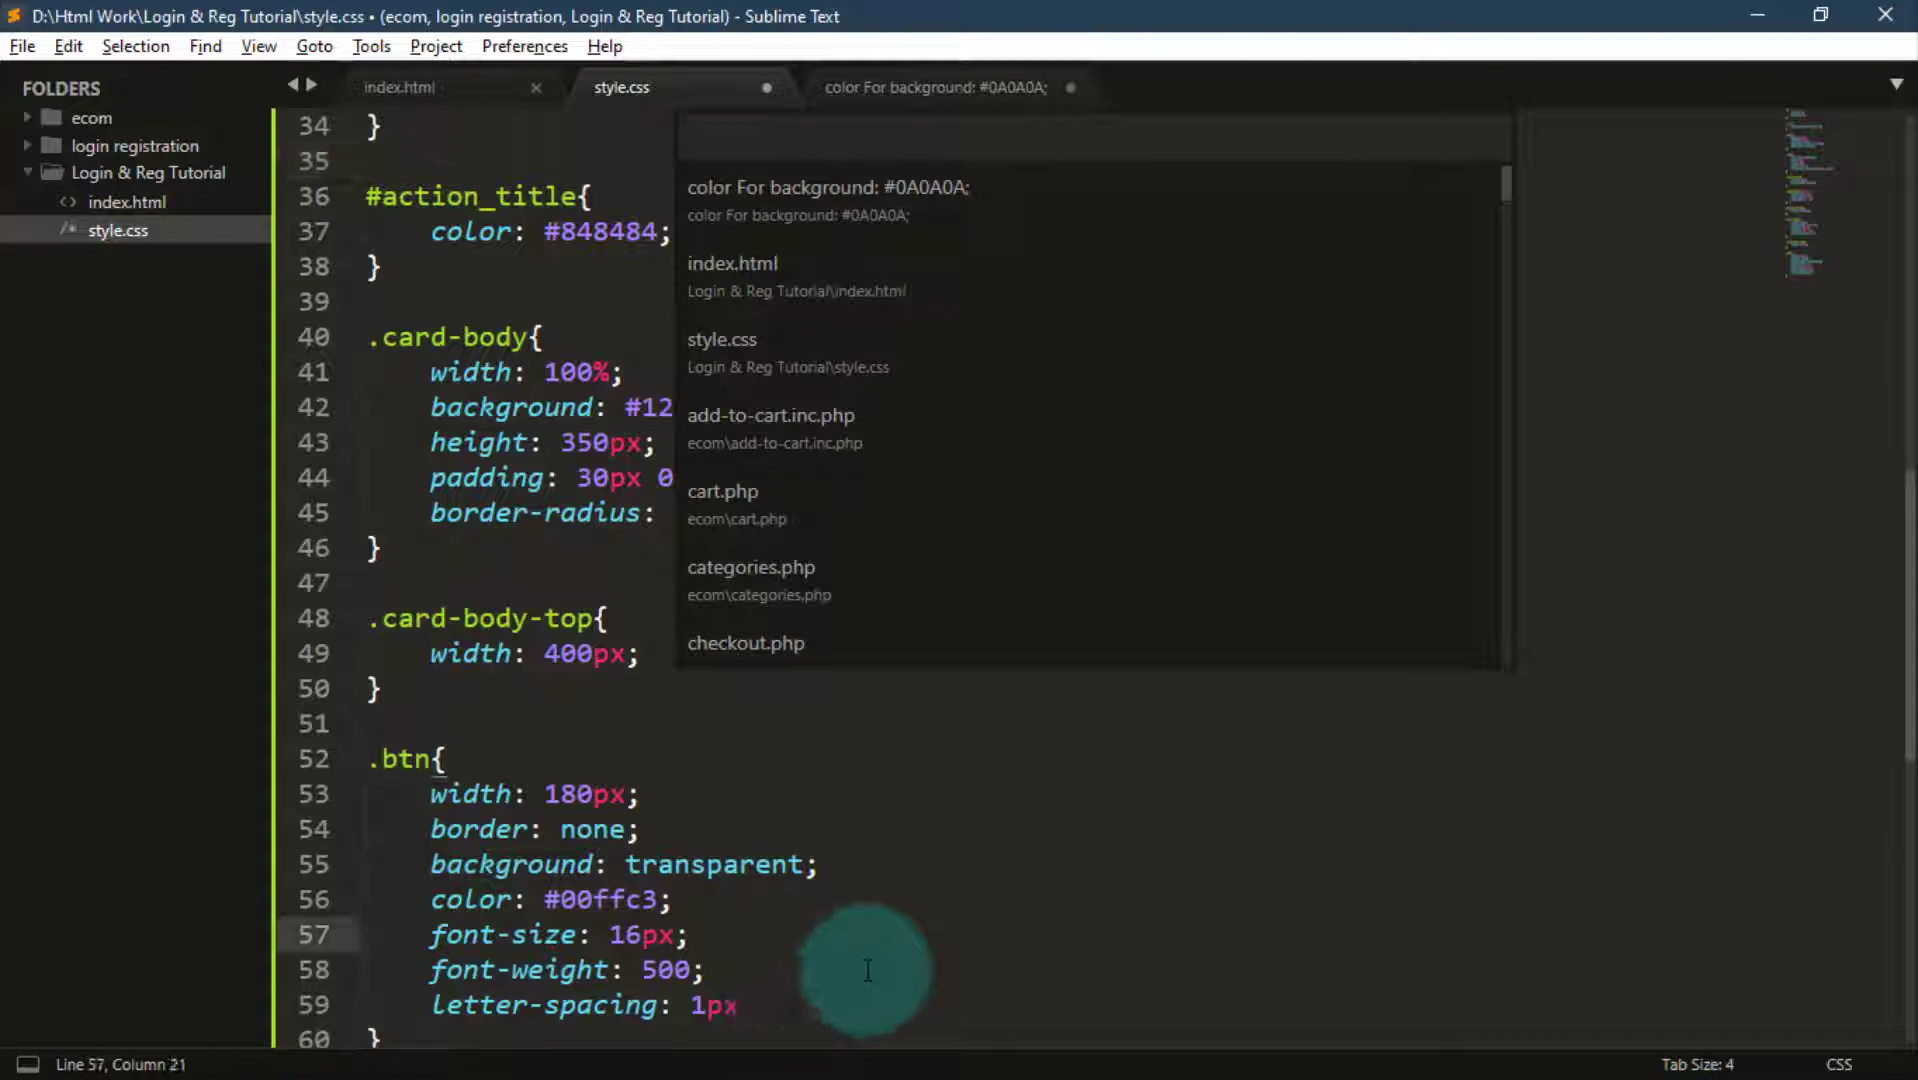 D:\Html Work\Login & Reg Tutorial\style.css • (ecom, login registration, Login & Reg Tutorial) - Sublime Text
File Edit Selection Find View Goto Tools Project Preferences Help
FOLDERS
ecom
login registration
Login & Reg Tutorial
<> index.html
/* style.css
index.html
style.css
color For background: #0A0A0A;
34 }
35
36 #action_title{
37 color: #848484;
38 }
39
40 .card-body{
41 width: 100%;
42 background: #12
43 height: 350px;
44 padding: 30px 0
45 border-radius:
46 }
47
48 .card-body-top{
49 width: 400px;
50 }
51
52 .btn{
53 width: 180px;
54 border: none;
55 background: transparent;
56 color: #00ffc3;
57 font-size: 16px;
58 font-weight: 500;
59 letter-spacing: 1px
60 }
color For background: #0A0A0A;
color For background: #0A0A0A;
index.html
Login & Reg Tutorial\index.html
style.css
Login & Reg Tutorial\style.css
add-to-cart.inc.php
ecom\add-to-cart.inc.php
cart.php
ecom\cart.php
categories.php
ecom\categories.php
checkout.php
Line 57, Column 21
Tab Size: 4
CSS